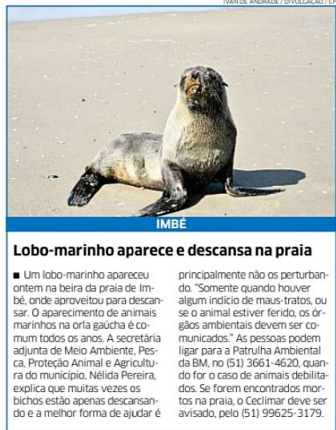 IVAN DE ANDRADE / DIVULGAÇÃO / CP
IMBÉ
Lobo-marinho aparece e descansa na praia
■ Um lobo-marinho apareceu
ontem na beira da praia de Im-
bé, onde aproveitou para descan-
sar. O aparecimento de animais
marinhos na orla gaúcha é co-
mum todos os anos. A secretária
adjunta de Meio Ambiente, Pes-
ca, Proteção Animal e Agricultu-
ra do município, Nélida Pereira,
explica que muitas vezes os
bichos estão apenas descansan-
do e a melhor forma de ajudar é
principalmente não os perturban-
do. "Somente quando houver
algum indício de maus-tratos, ou
se o animal estiver ferido, os ór-
gãos ambientais devem ser co-
municados." As pessoas podem
ligar para a Patrulha Ambiental
da BM, no (51) 3661-4620, quan-
do for o caso de animais debilita-
dos. Se forem encontrados mor-
tos na praia, o Ceclimar deve ser
avisado, pelo (51) 99625-3179.